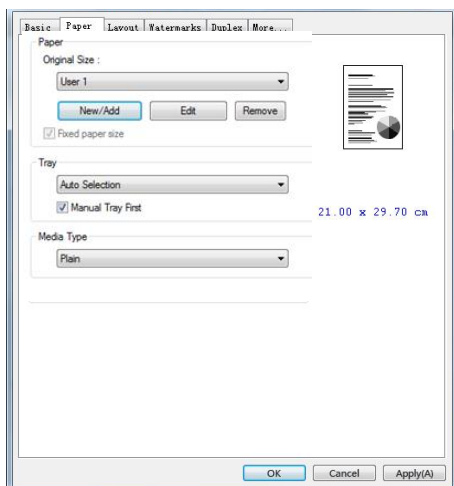 Basic Paper Layout Watermarks Duplex More...
Paper
Original Size :
User 1
New/Add Edit Remove
Fixed paper size
Tray
Auto Selection
Manual Tray First
21.00 x 29.70 cm
Media Type
Plain
OK Cancel Apply(A)